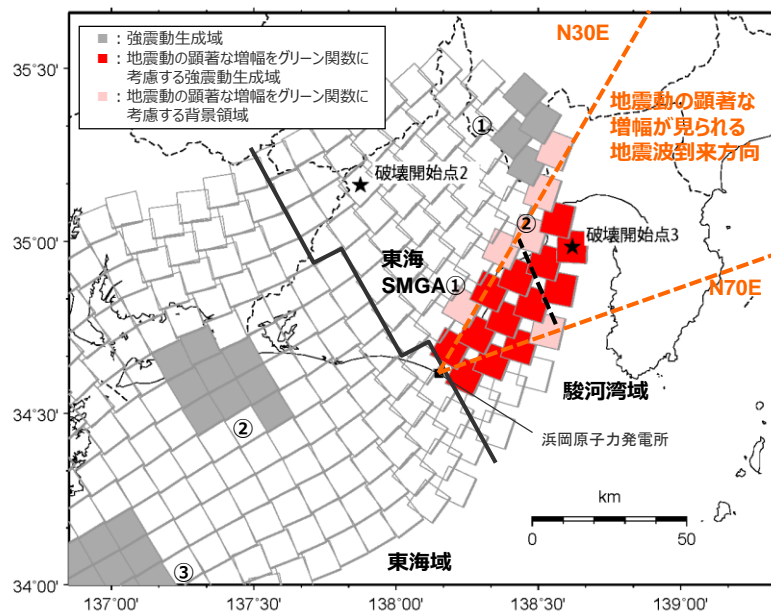 N30E
■：強震動生成域
■：地震動の顕著な増幅をグリーン関数に
考慮する強震動生成域
■：地震動の顕著な増幅をグリーン関数に
考慮する背景領域
地震動の顕著な
増幅が見られる
地震波到来方向
①
破壊開始点2
②
破壊開始点3
東海
SMGA①
N70E
駿河湾域
浜岡原子力発電所
②
km
0
50
東海域
③
35°30'
35°00'
34°30'
34°00'
137°00'
137°30'
138°00'
138°30'
139°00'